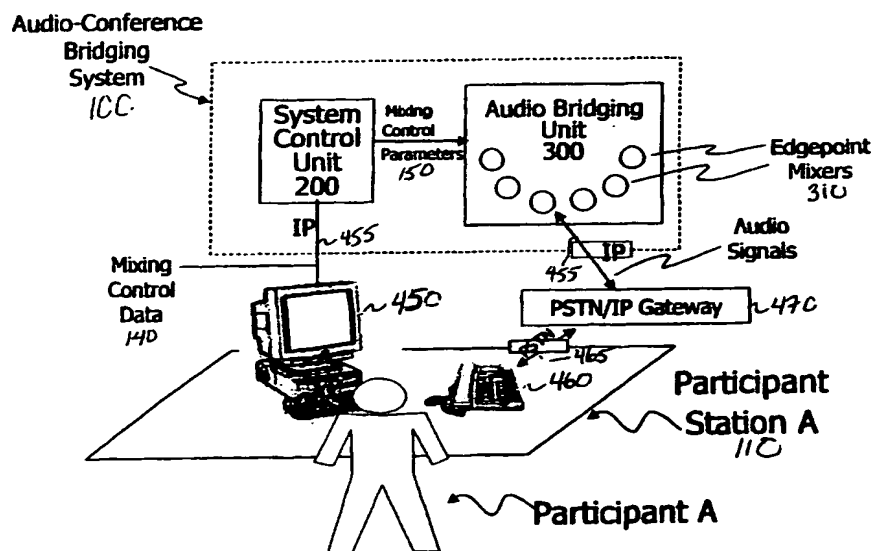 Audio-Conference
Bridging
System
100
System
Control
Unit
200
Mixing
Control
Parameters
150
Audio Bridging
Unit
300
Edgepoint
Mixers
310
IP
455
IP
455
Audio
Signals
Mixing
Control
Data
140
450
PSTN/IP Gateway
470
PSTN
465
460
Participant
Station A
110
Participant A